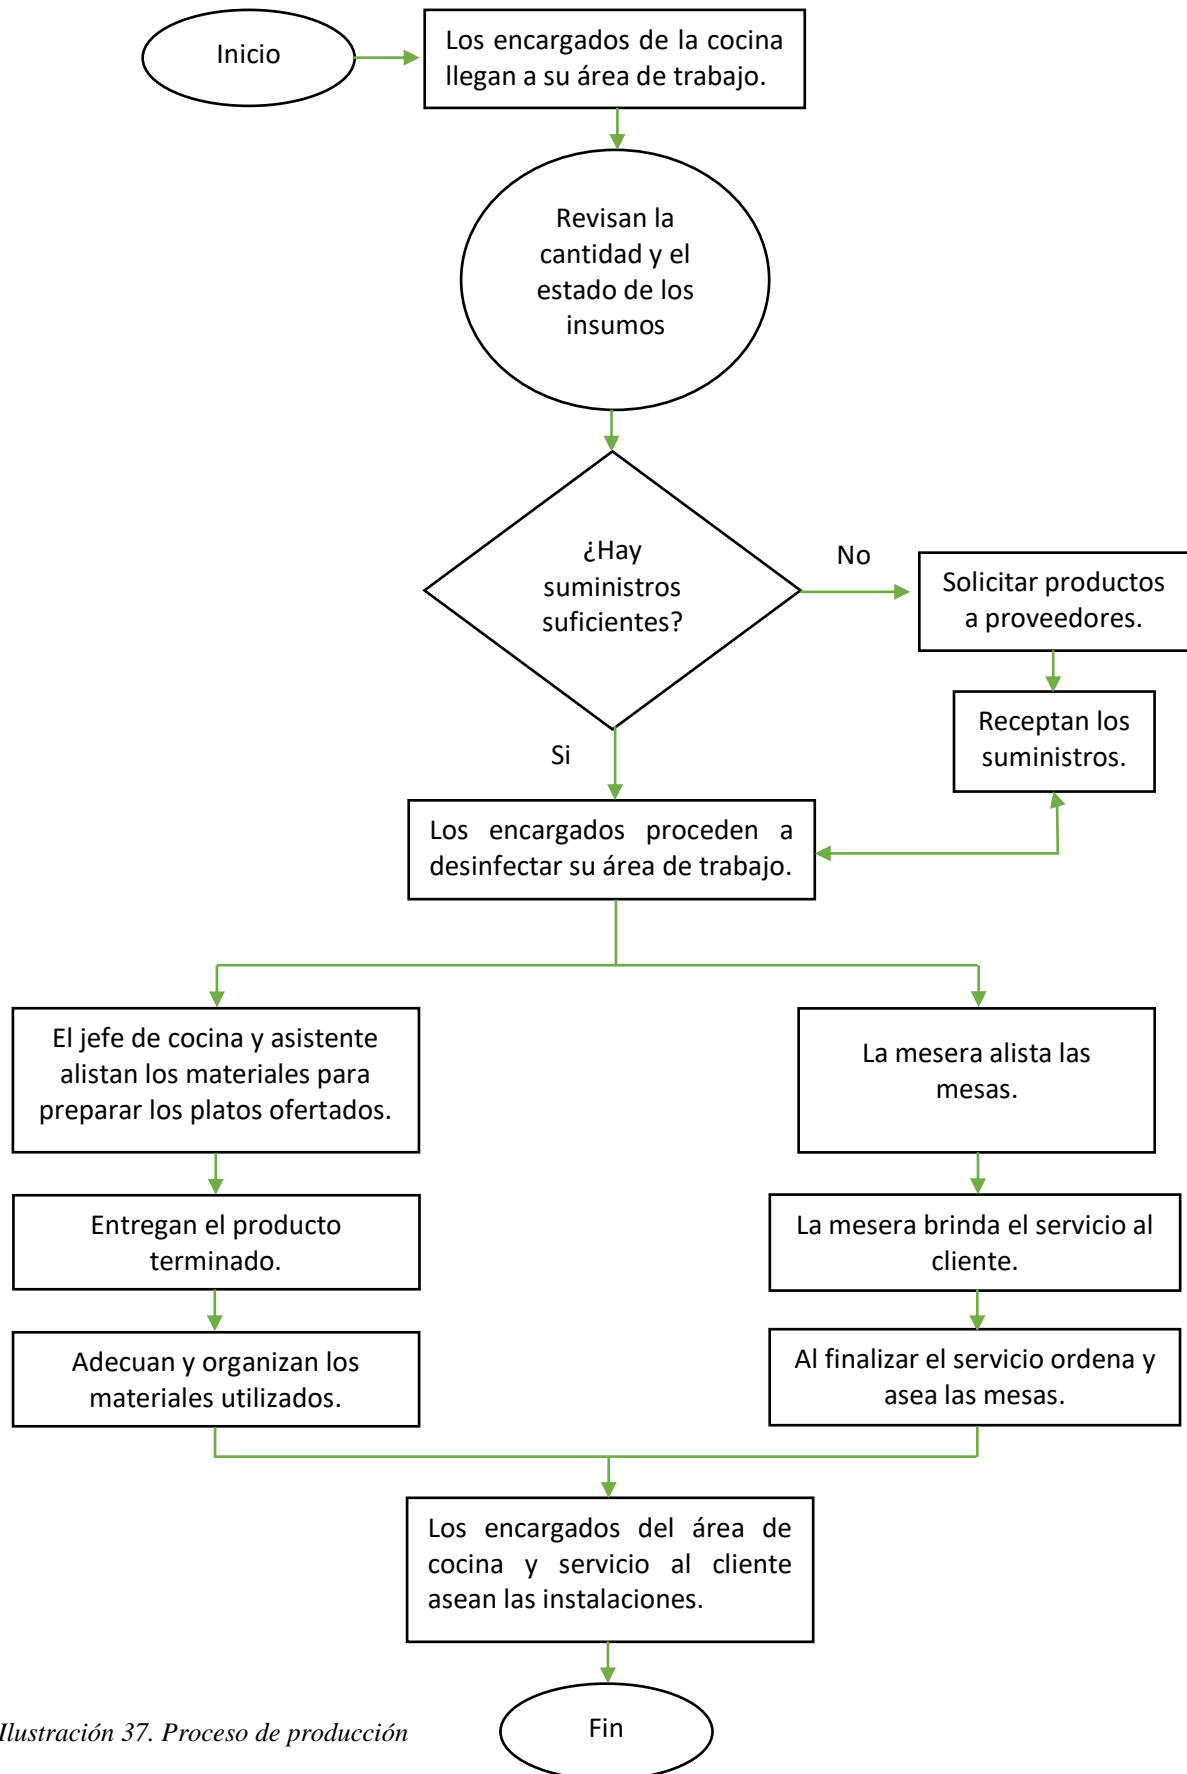 Inicio
Los encargados de la cocina
llegan a su área de trabajo.
Revisan la
cantidad y el
estado de los
insumos
¿Hay
suministros
suficientes?
No
Solicitar productos
a proveedores.
Receptan los
suministros.
Si
Los encargados proceden a
desinfectar su área de trabajo.
El jefe de cocina y asistente
alistan los materiales para
preparar los platos ofertados.
La mesera alista las
mesas.
Entregan el producto
terminado.
La mesera brinda el servicio al
cliente.
Adecuan y organizan los
materiales utilizados.
Al finalizar el servicio ordena y
asea las mesas.
Los encargados del área de
cocina y servicio al cliente
asean las instalaciones.
Fin
Ilustración 37. Proceso de producción